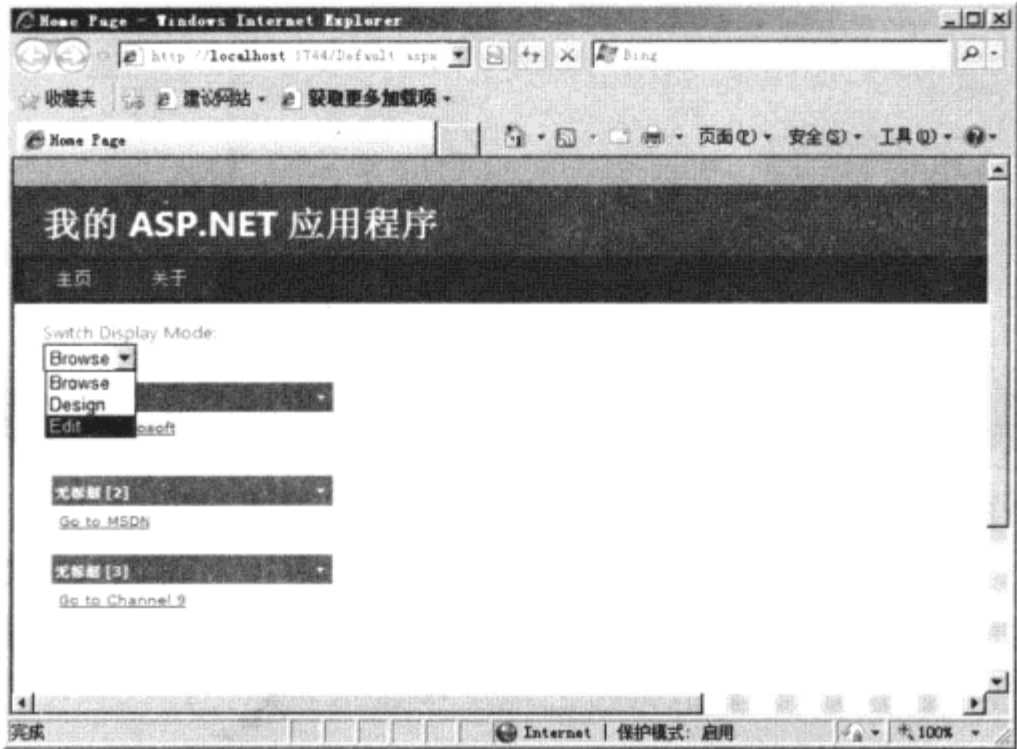 Home Page - Windows Internet Explorer
http://localhost:1744/Default.aspx
Bing
收藏夹 建议网站 获取更多加载项
Home Page
页面(P) 安全(S) 工具(O)
我的 ASP.NET 应用程序
主页 关于
Switch Display Mode:
Browse
Browse
Design
Edit
osoft
无标题 [2]
Go to MSDN
无标题 [3]
Go to Channel 9
完成
Internet | 保护模式: 启用
100%